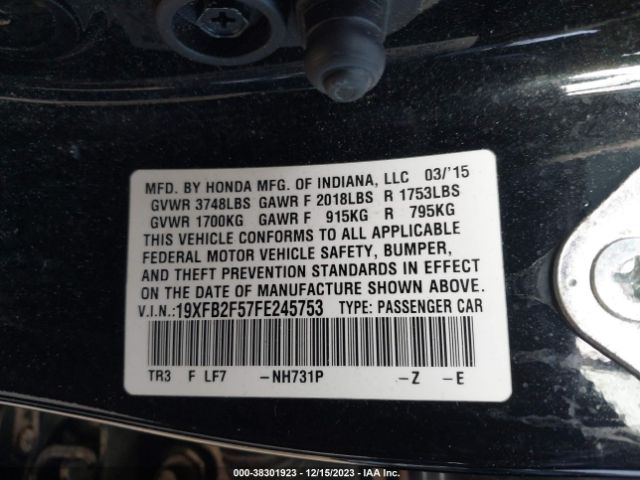 MFD. BY HONDA MFG. OF INDIANA, LLC 03/'15
GVWR 3748LBS GAWR F 2018LBS R 1753LBS
GVWR 1700KG GAWR F 915KG R 795KG
THIS VEHICLE CONFORMS TO ALL APPLICABLE
FEDERAL MOTOR VEHICLE SAFETY, BUMPER,
AND THEFT PREVENTION STANDARDS IN EFFECT
ON THE DATE OF MANUFACTURE SHOWN ABOVE.
V.I.N.:19XFB2F57FE245753 TYPE: PASSENGER CAR
TR3 F LF7 -NH731P -Z -E
000-38301923 - 12/15/2023 - IAA Inc.